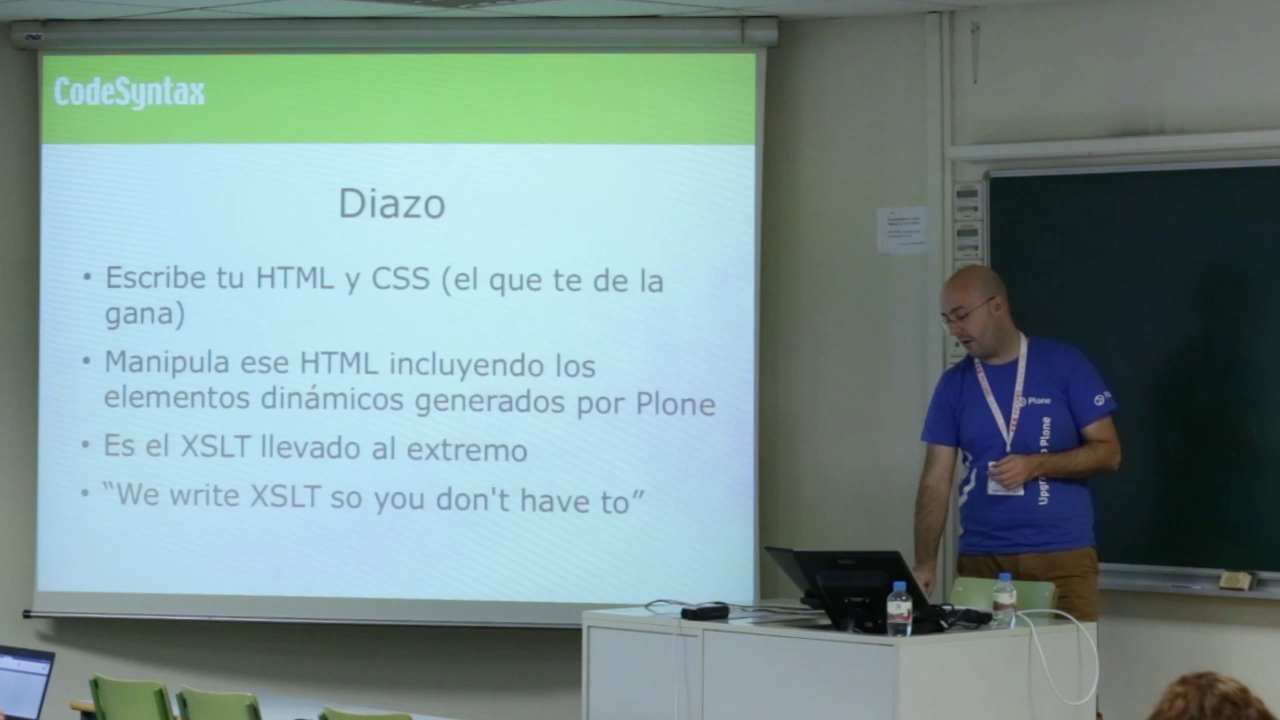 CodeSyntax
Diazo
• Escribe tu HTML y CSS (el que te de la
gana)
• Manipula ese HTML incluyendo los
elementos dinámicos generados por Plone
• Es el XSLT llevado al extremo
• “We write XSLT so you don't have to”
Plone
Plone